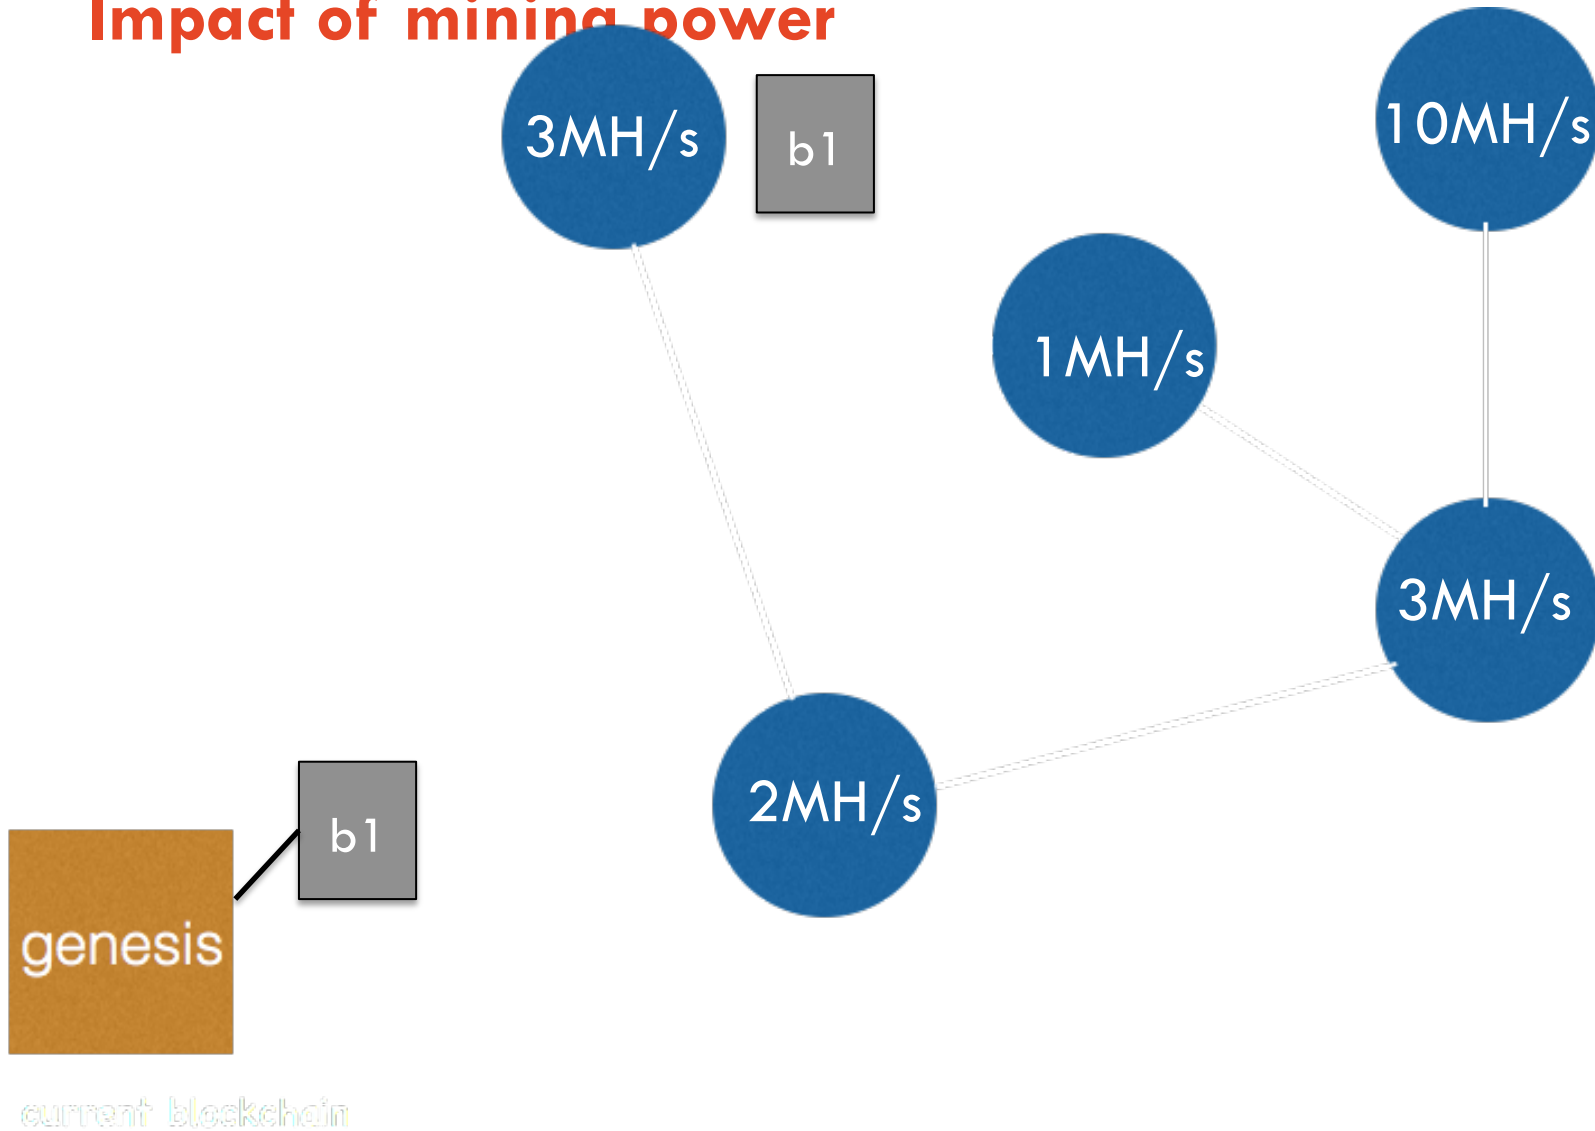 Impact of mining power
3MH/s
b1
10MH/s
1MH/s
3MH/s
2MH/s
b1
genesis
current blockchain